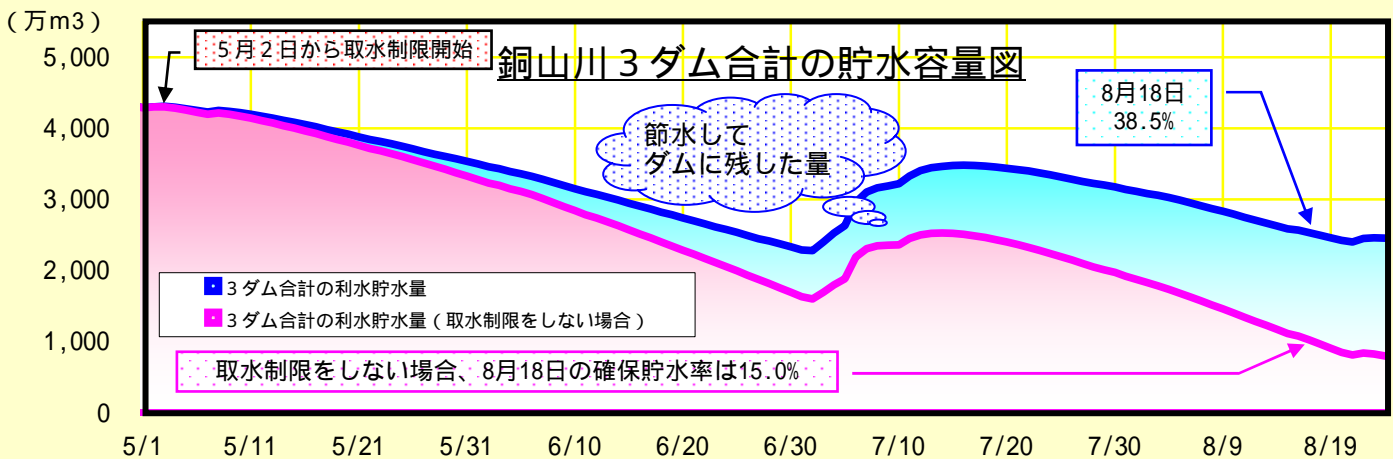 （万m3）
5,000
4,000
3,000
2,000
1,000
0
５月２日から取水制限開始
銅山川３ダム合計の貯水容量図
節水して
ダムに残した量
8月18日
38.5%
３ダム合計の利水貯水量
３ダム合計の利水貯水量（取水制限をしない場合）
取水制限をしない場合、8月18日の確保貯水率は15.0%
5/1 5/11 5/21 5/31 6/10 6/20 6/30 7/10 7/20 7/30 8/9 8/19